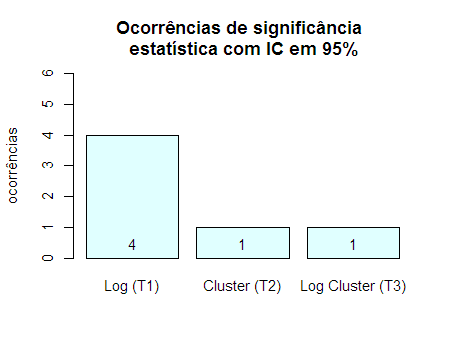 Ocorrências de significância
estatística com IC em 95%
ocorrências
6
5
4
3
2
1
0
4
1
1
Log (T1)
Cluster (T2)
Log Cluster (T3)